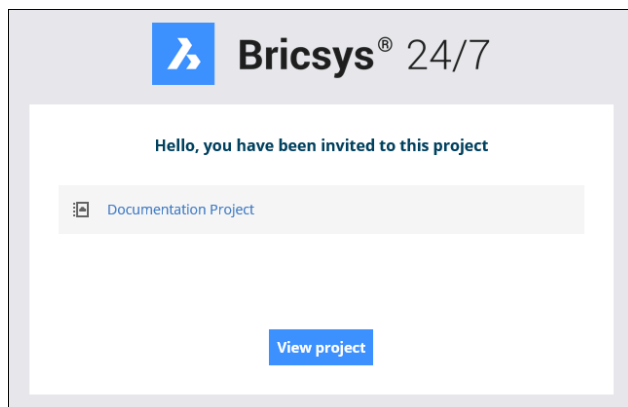 Bricsys® 24/7
Hello, you have been invited to this project
Documentation Project
View project